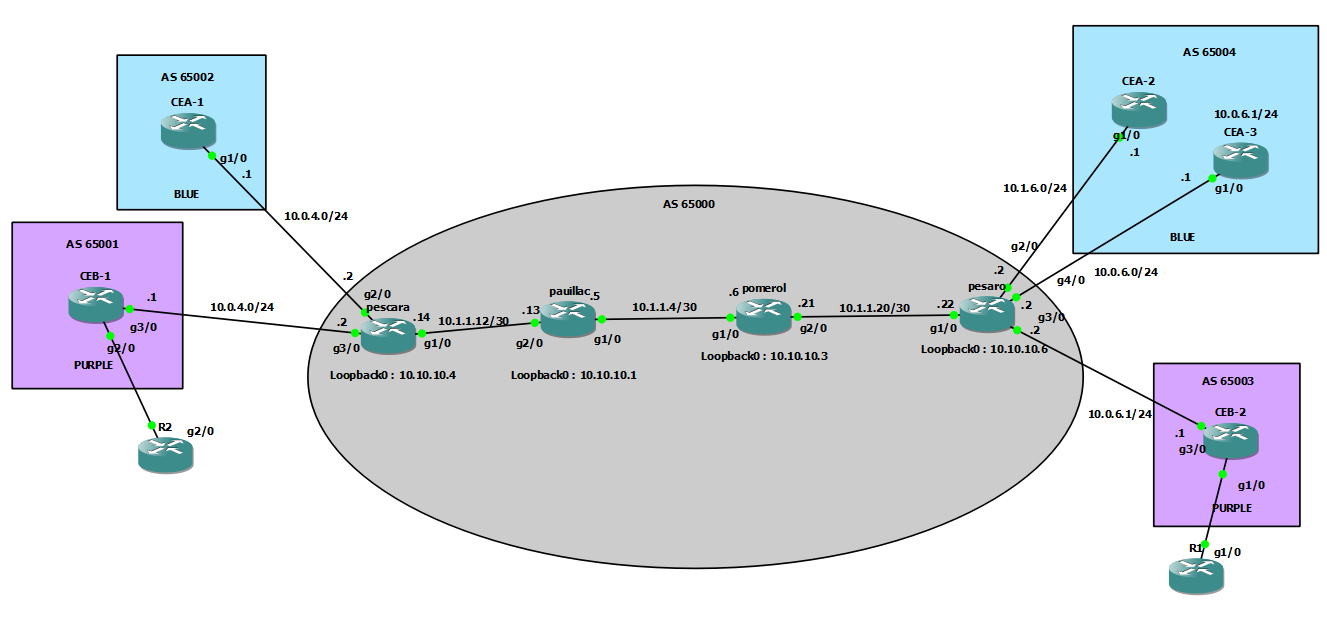 AS 65002
CEA-1
g1/0
.1
BLUE
10.0.4.0/24
AS 65001
CEB-1
.1
g3/0
g2/0
PURPLE
10.0.4.0/24
R2
g2/0
AS 65000
.2
g2/0
pescara
.2
g3/0
.14
g1/0
Loopback0 : 10.10.10.4
10.1.1.12/30
pauillac
.5
.13
g2/0
g1/0
Loopback0 : 10.10.10.1
10.1.1.4/30
pomerol
.6
.21
g1/0
g2/0
Loopback0 : 10.10.10.3
10.1.1.20/30
pesaro
.22
g1/0
.2
g2/0
.2
g4/0
g3/0
.2
Loopback0 : 10.10.10.6
10.1.6.0/24
10.0.6.0/24
10.0.6.1/24
AS 65004
CEA-2
g1/0
.1
10.0.6.1/24
CEA-3
.1
g1/0
BLUE
AS 65003
CEB-2
.1
g3/0
g1/0
PURPLE
R1
g1/0